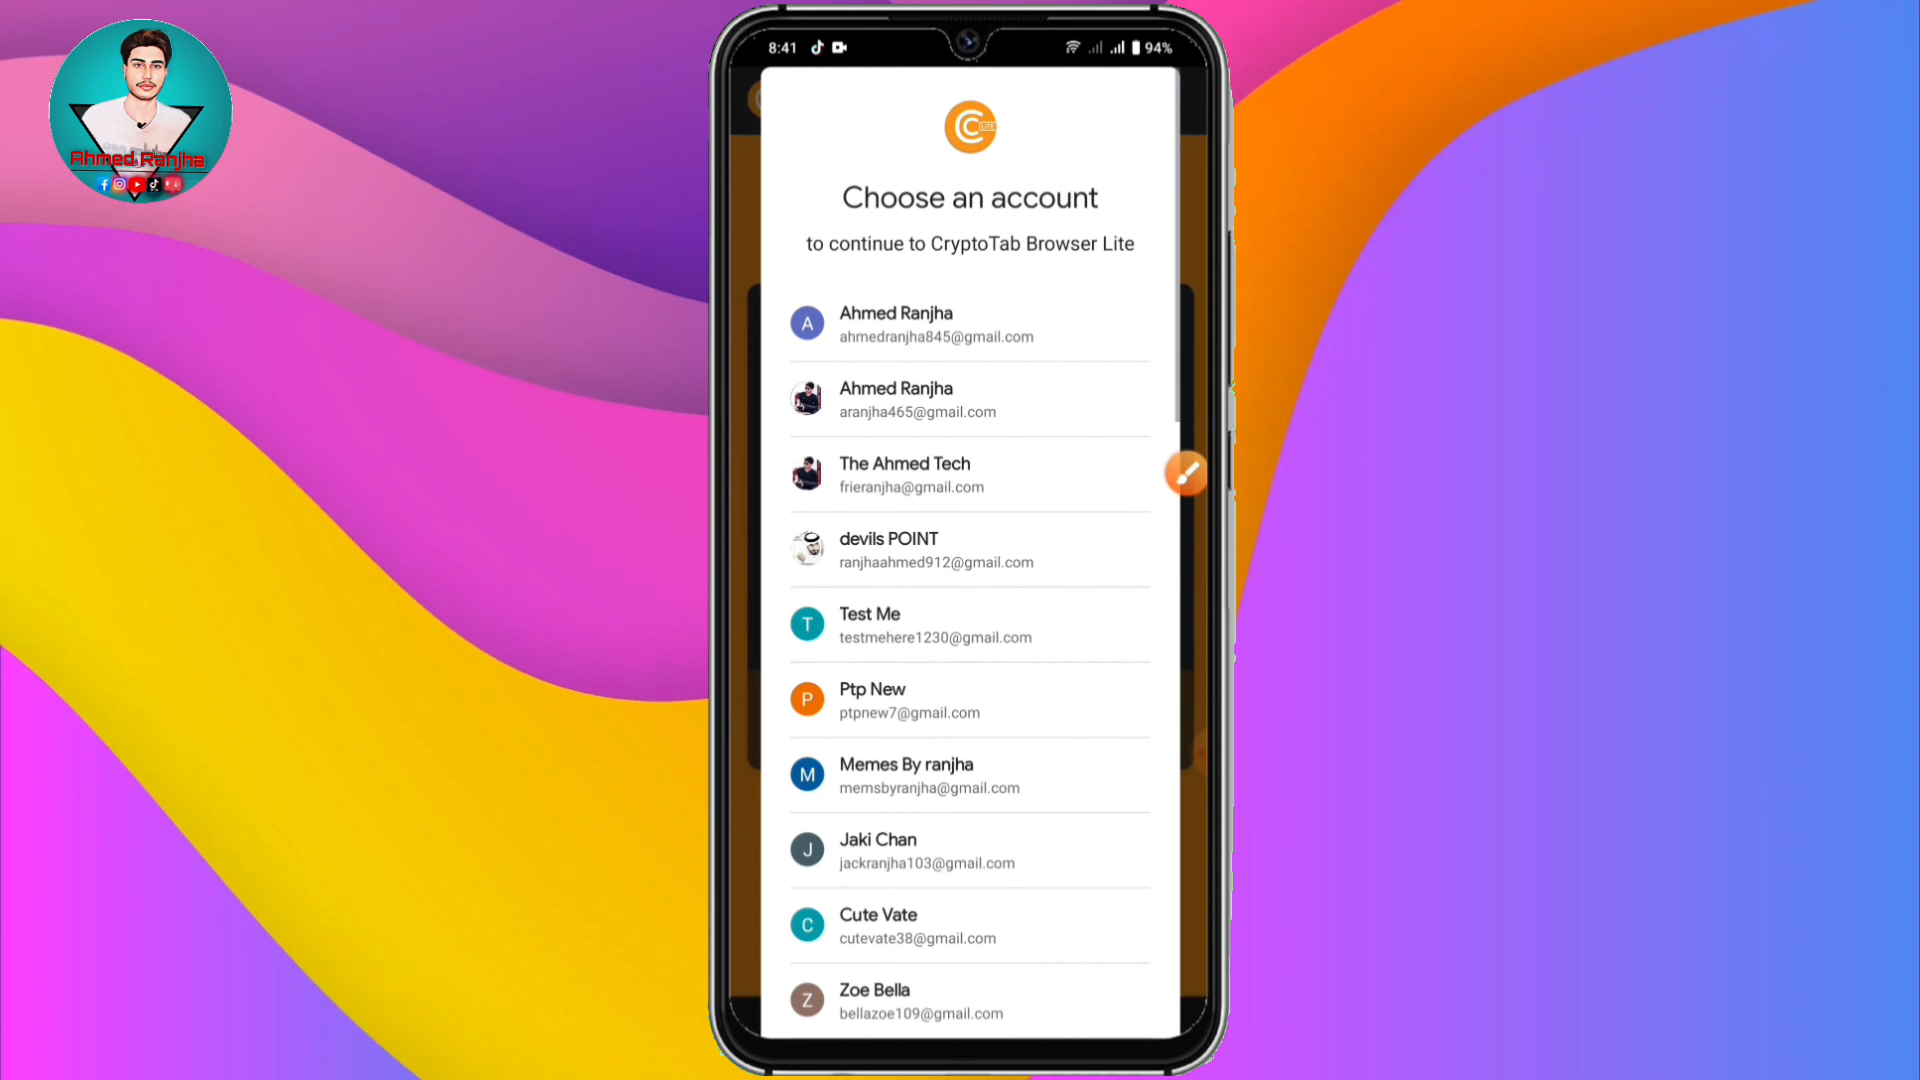 Ahmed Ranjha
8:41
94%
LITE
Choose an account
to continue to CryptoTab Browser Lite
A
Ahmed Ranjha
ahmedranjha845@gmail.com
Ahmed Ranjha
aranjha465@gmail.com
The Ahmed Tech
frieranjha@gmail.com
devils POINT
ranjhaahmed912@gmail.com
T
Test Me
testmehere1230@gmail.com
P
Ptp New
ptpnew7@gmail.com
M
Memes By ranjha
memsbyranjha@gmail.com
J
Jaki Chan
jackranjha103@gmail.com
C
Cute Vate
cutevate38@gmail.com
Z
Zoe Bella
bellazoe109@gmail.com